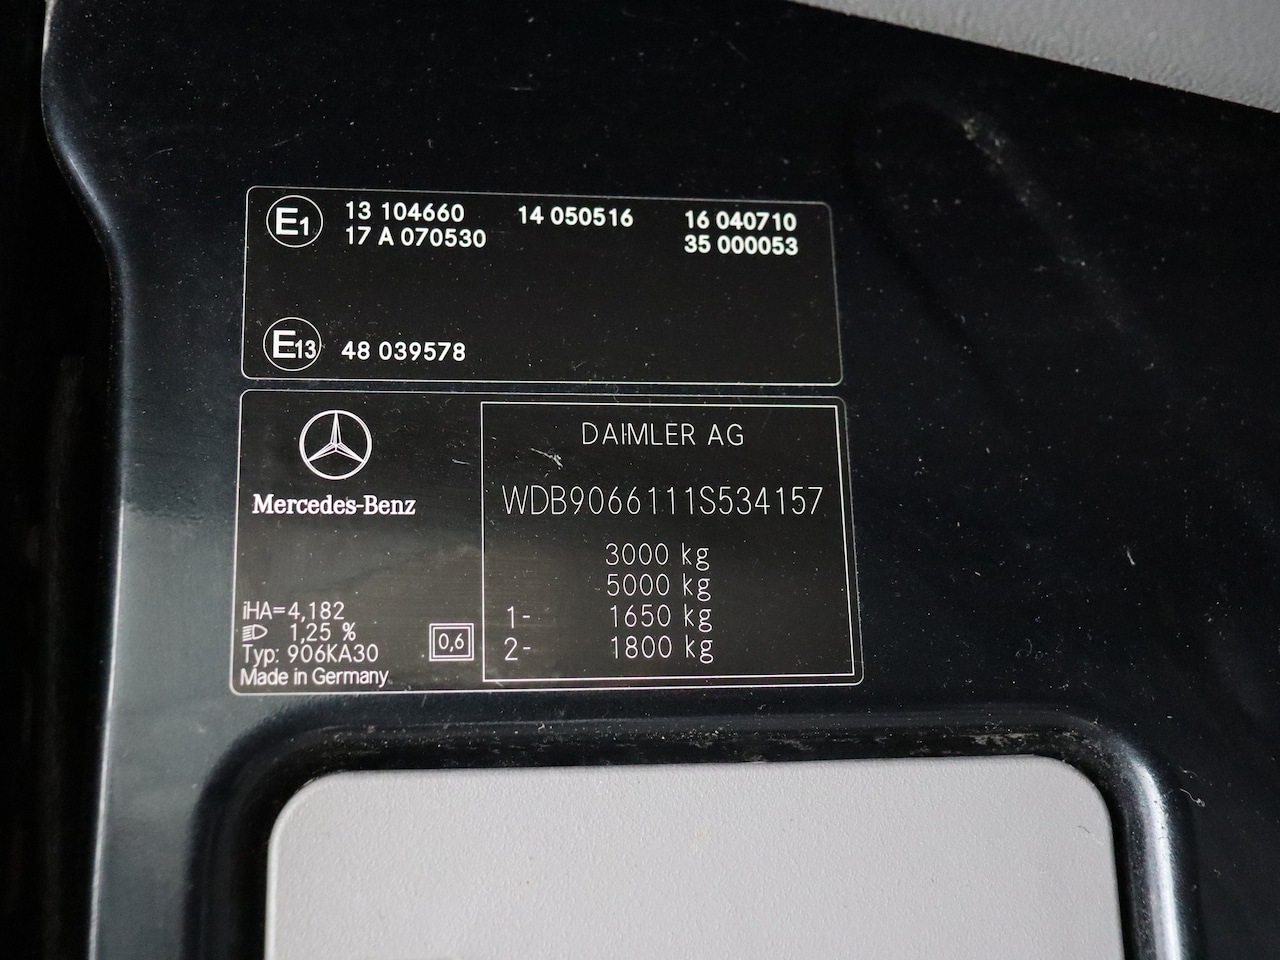 E1 13 104660 14 050516 16 040710
17 A 070530 35 000053
E13 48 039578
Mercedes-Benz
iHA=4,182
1,25 %
Typ: 906KA30
Made in Germany
0,6
DAIMLER AG
WDB9066111S534157
3000 kg
5000 kg
1- 1650 kg
2- 1800 kg